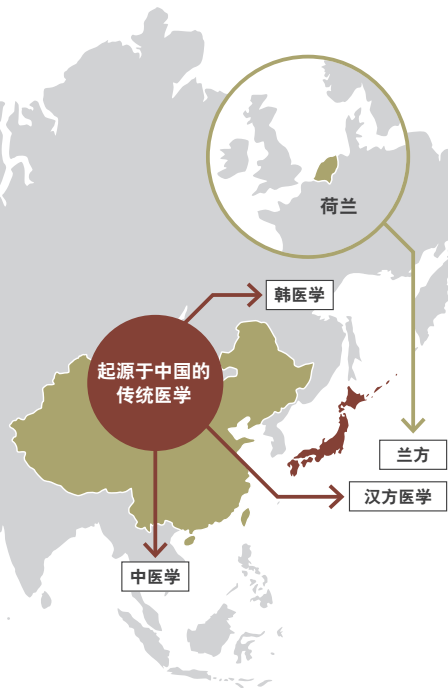 荷兰
韩医学
起源于中国的
传统医学
兰方
汉方医学
中医学